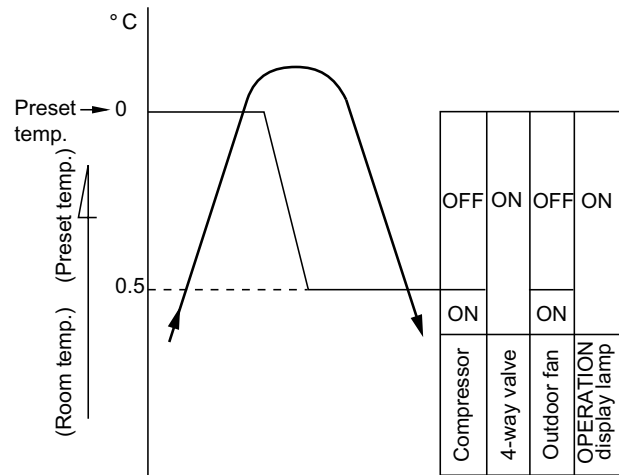 °C
Preset
temp.
0
(Preset temp.)
(Room temp.)
0.5
OFF
ON
OFF
ON
ON
ON
Compressor
4-way valve
Outdoor fan
OPERATION
display lamp